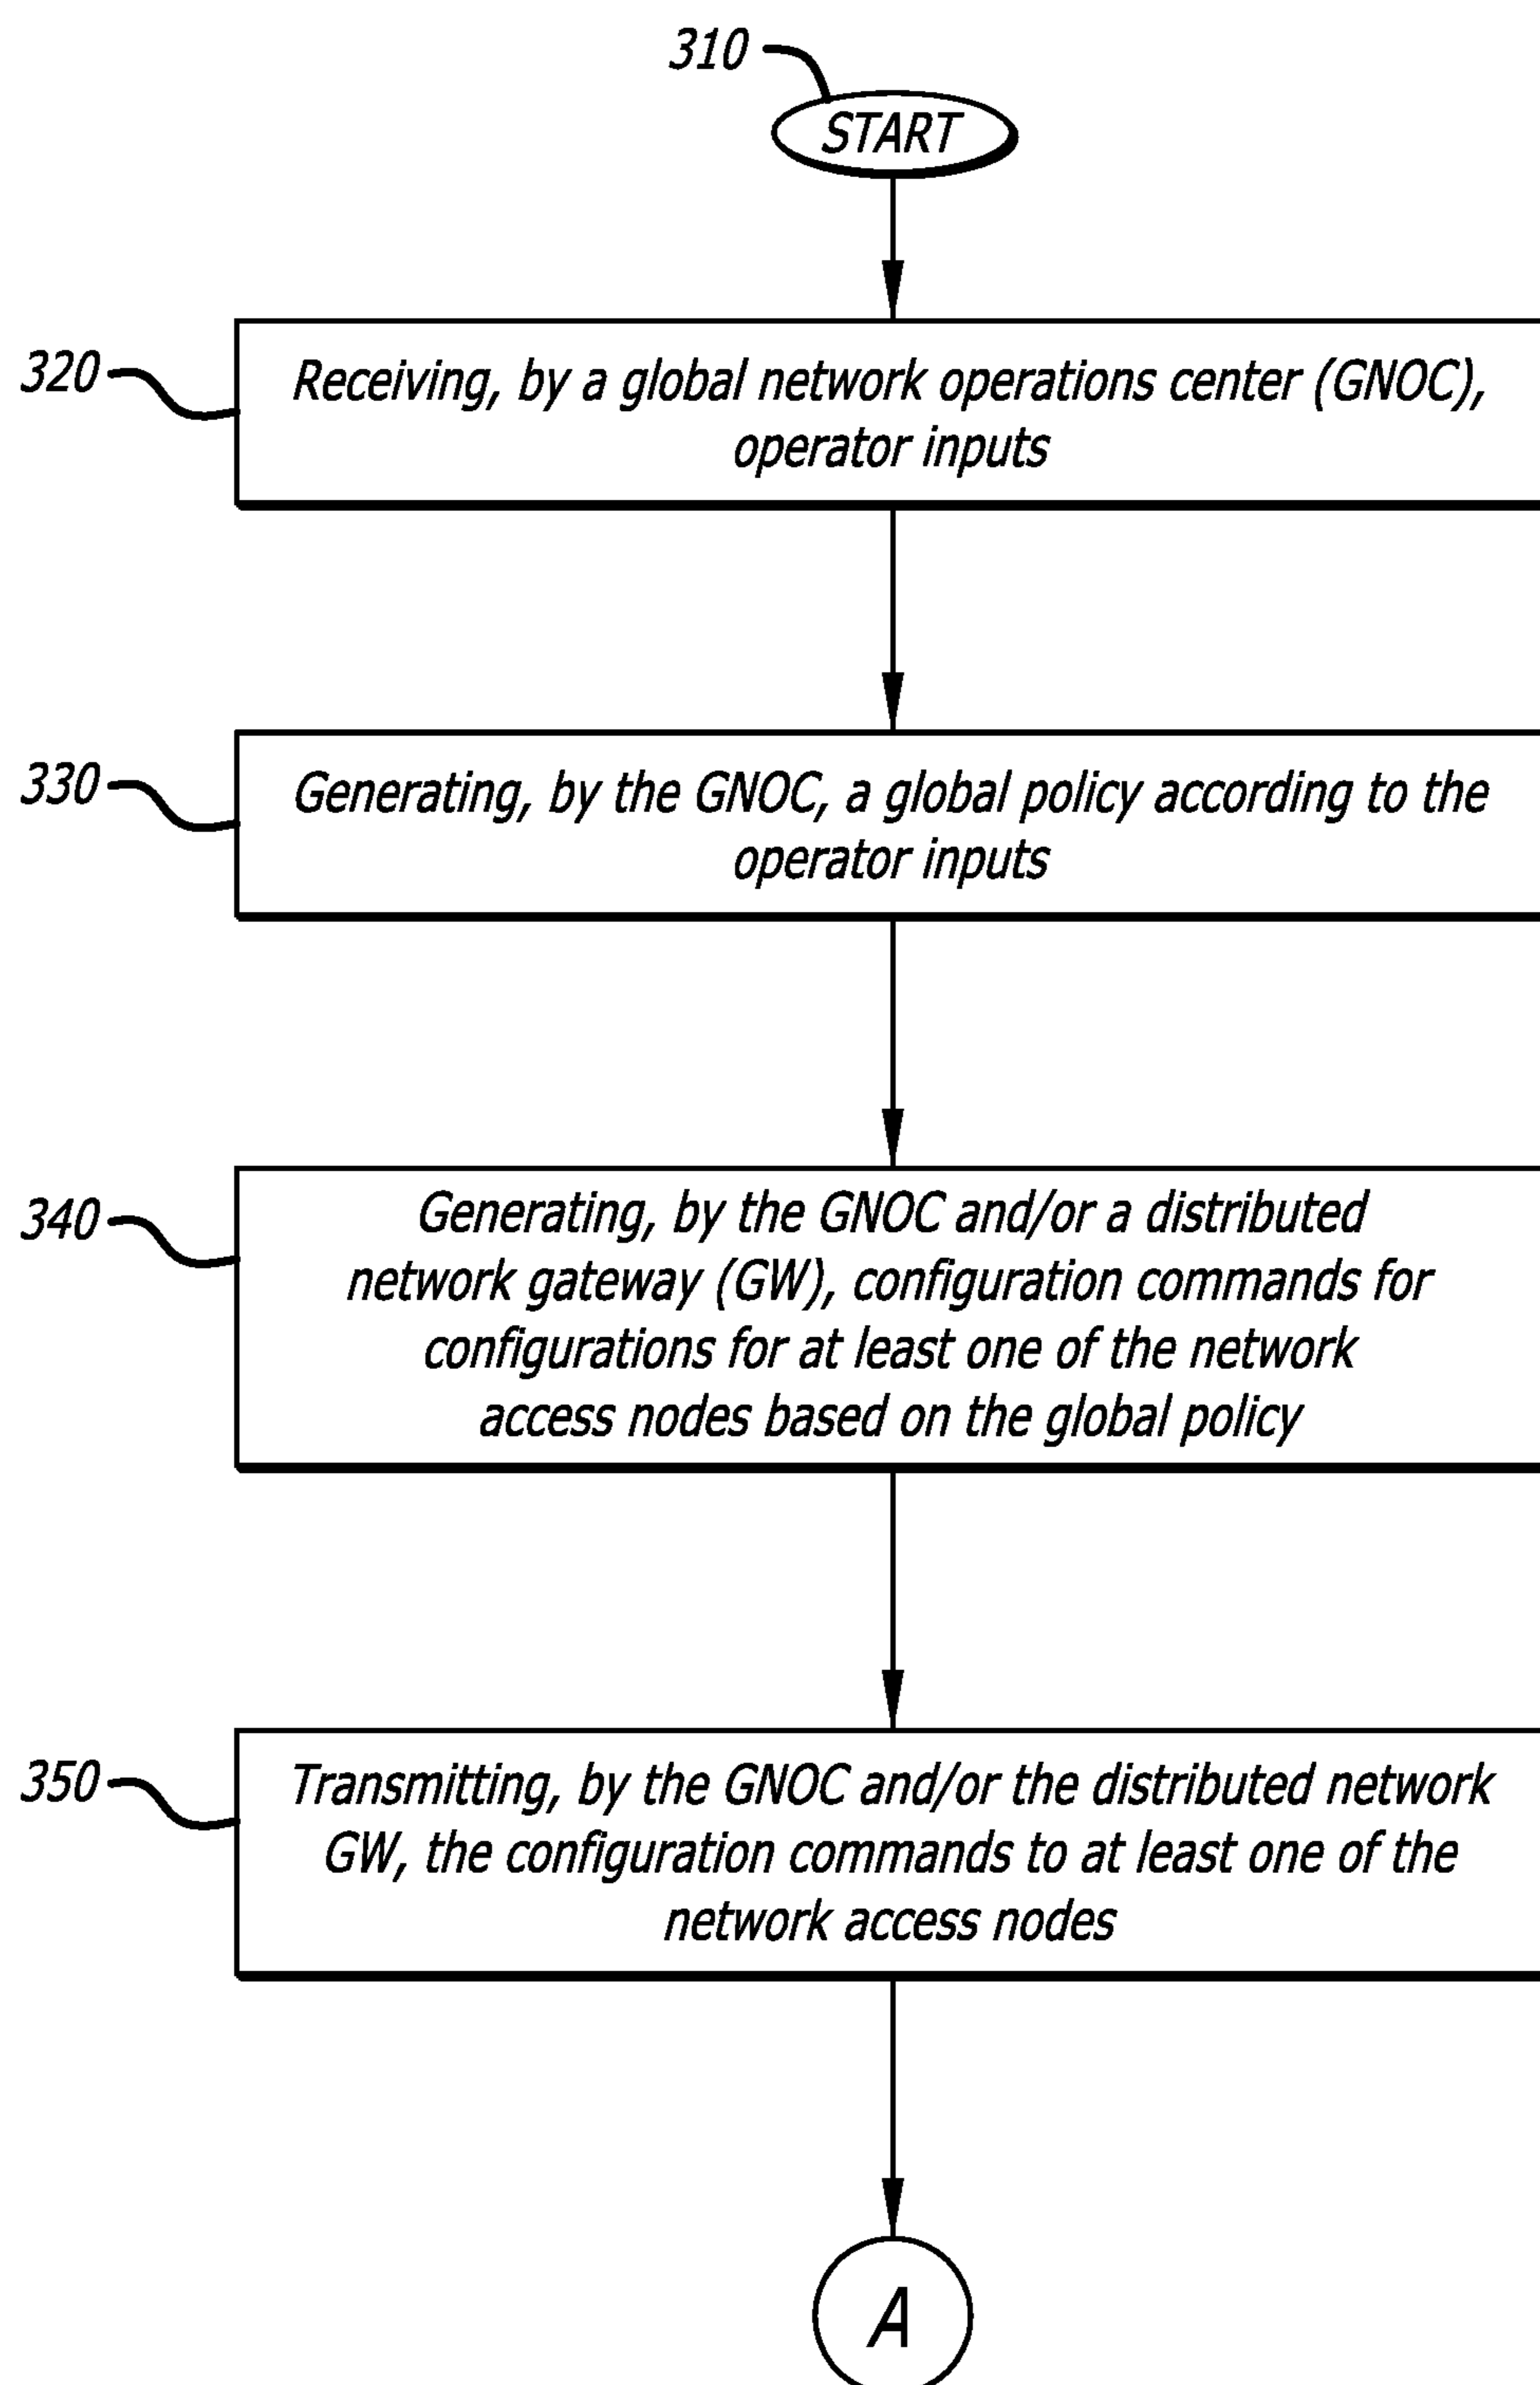 310
START
320
Receiving, by a global network operations center (GNOC),
operator inputs
330
Generating, by the GNOC, a global policy according to the
operator inputs
340
Generating, by the GNOC and/or a distributed
network gateway (GW), configuration commands for
configurations for at least one of the network
access nodes based on the global policy
350
Transmitting, by the GNOC and/or the distributed network
GW, the configuration commands to at least one of the
network access nodes
A